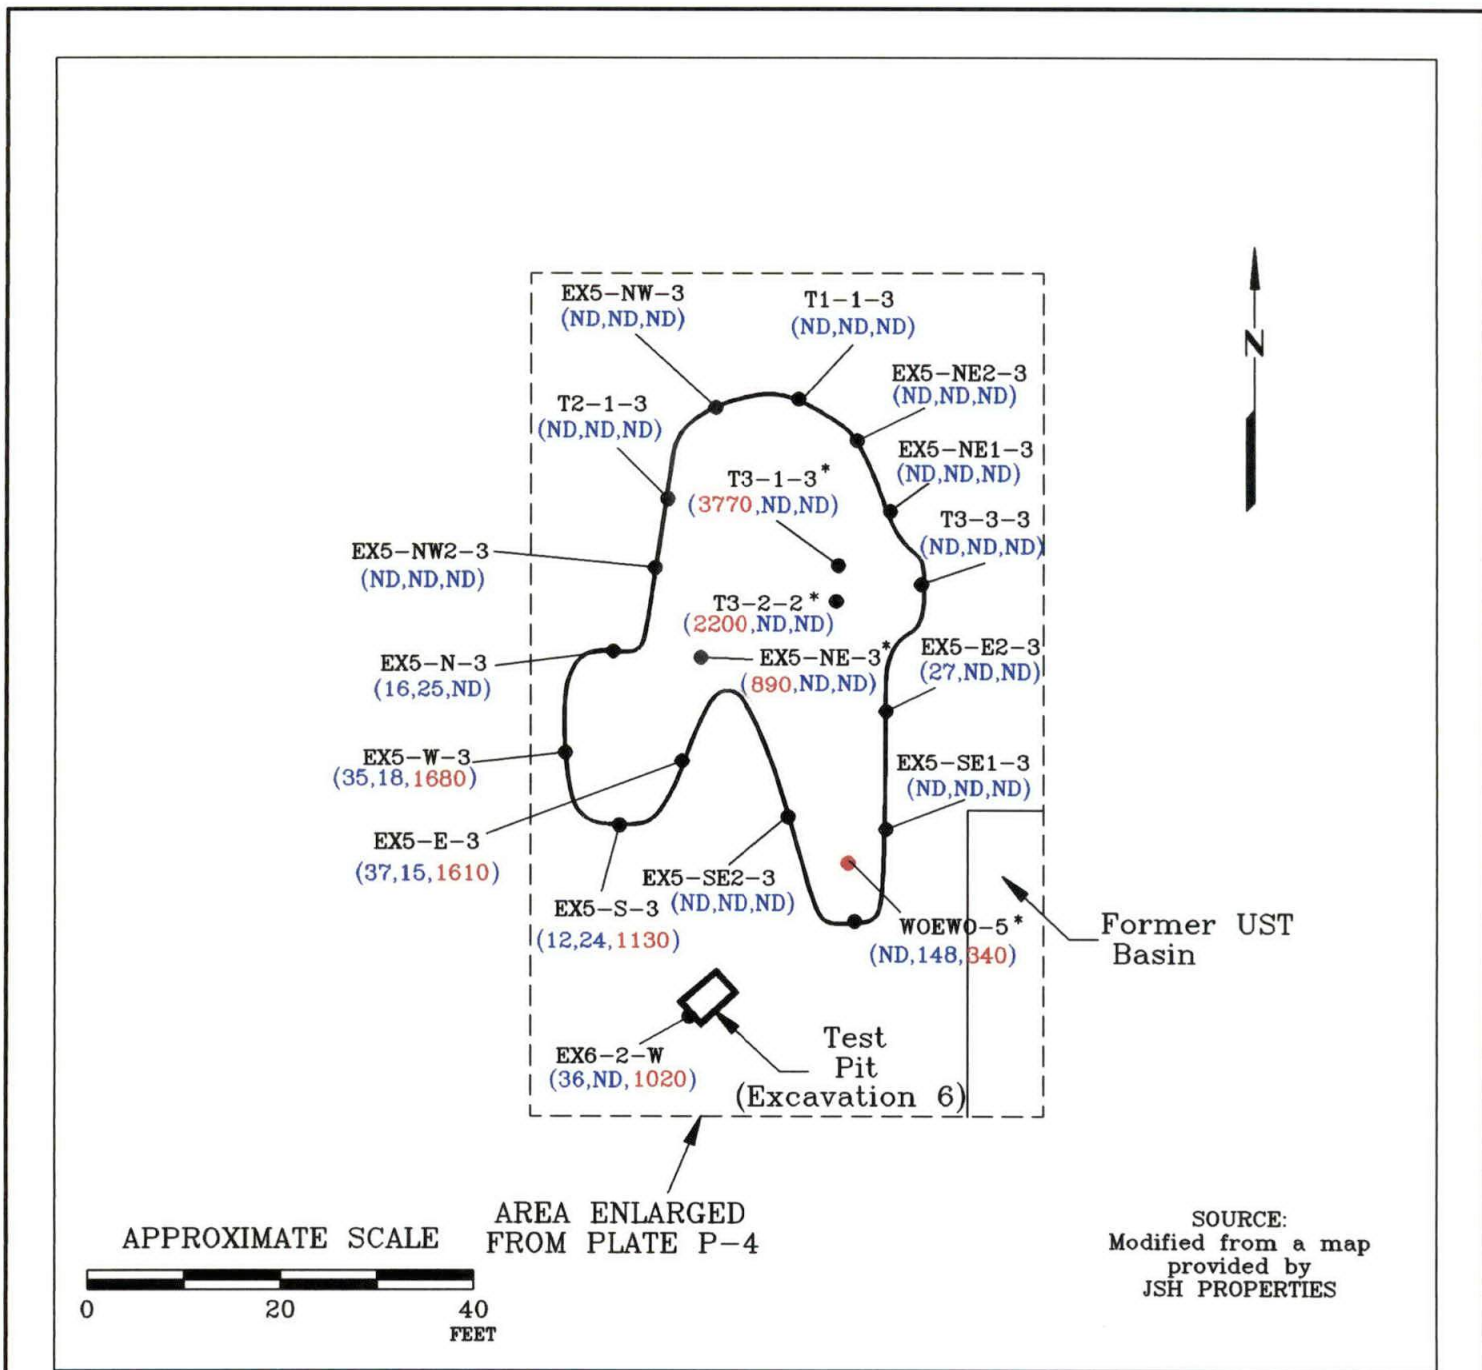 EX5-NW-3
(ND,ND,ND)
T1-1-3
(ND,ND,ND)
EX5-NE2-3
(ND,ND,ND)
T2-1-3
(ND,ND,ND)
EX5-NE1-3
(ND,ND,ND)
T3-1-3*
(3770,ND,ND)
T3-3-3
(ND,ND,ND)
N
EX5-NW2-3
(ND,ND,ND)
T3-2-2*
(2200,ND,ND)
EX5-NE-3*
(890,ND,ND)
EX5-E2-3
(27,ND,ND)
EX5-N-3
(16,25,ND)
EX5-W-3
(35,18,1680)
EX5-SE1-3
(ND,ND,ND)
EX5-E-3
(37,15,1610)
EX5-SE2-3
(ND,ND,ND)
EX5-S-3
(12,24,1130)
WOEWO-5*
(ND,148,340)
Former UST
Basin
EX6-2-W
(36,ND,1020)
Test
Pit
(Excavation 6)
AREA ENLARGED
FROM PLATE P-4
APPROXIMATE SCALE
0 20 40
FEET
SOURCE:
Modified from a map
provided by
JSH PROPERTIES